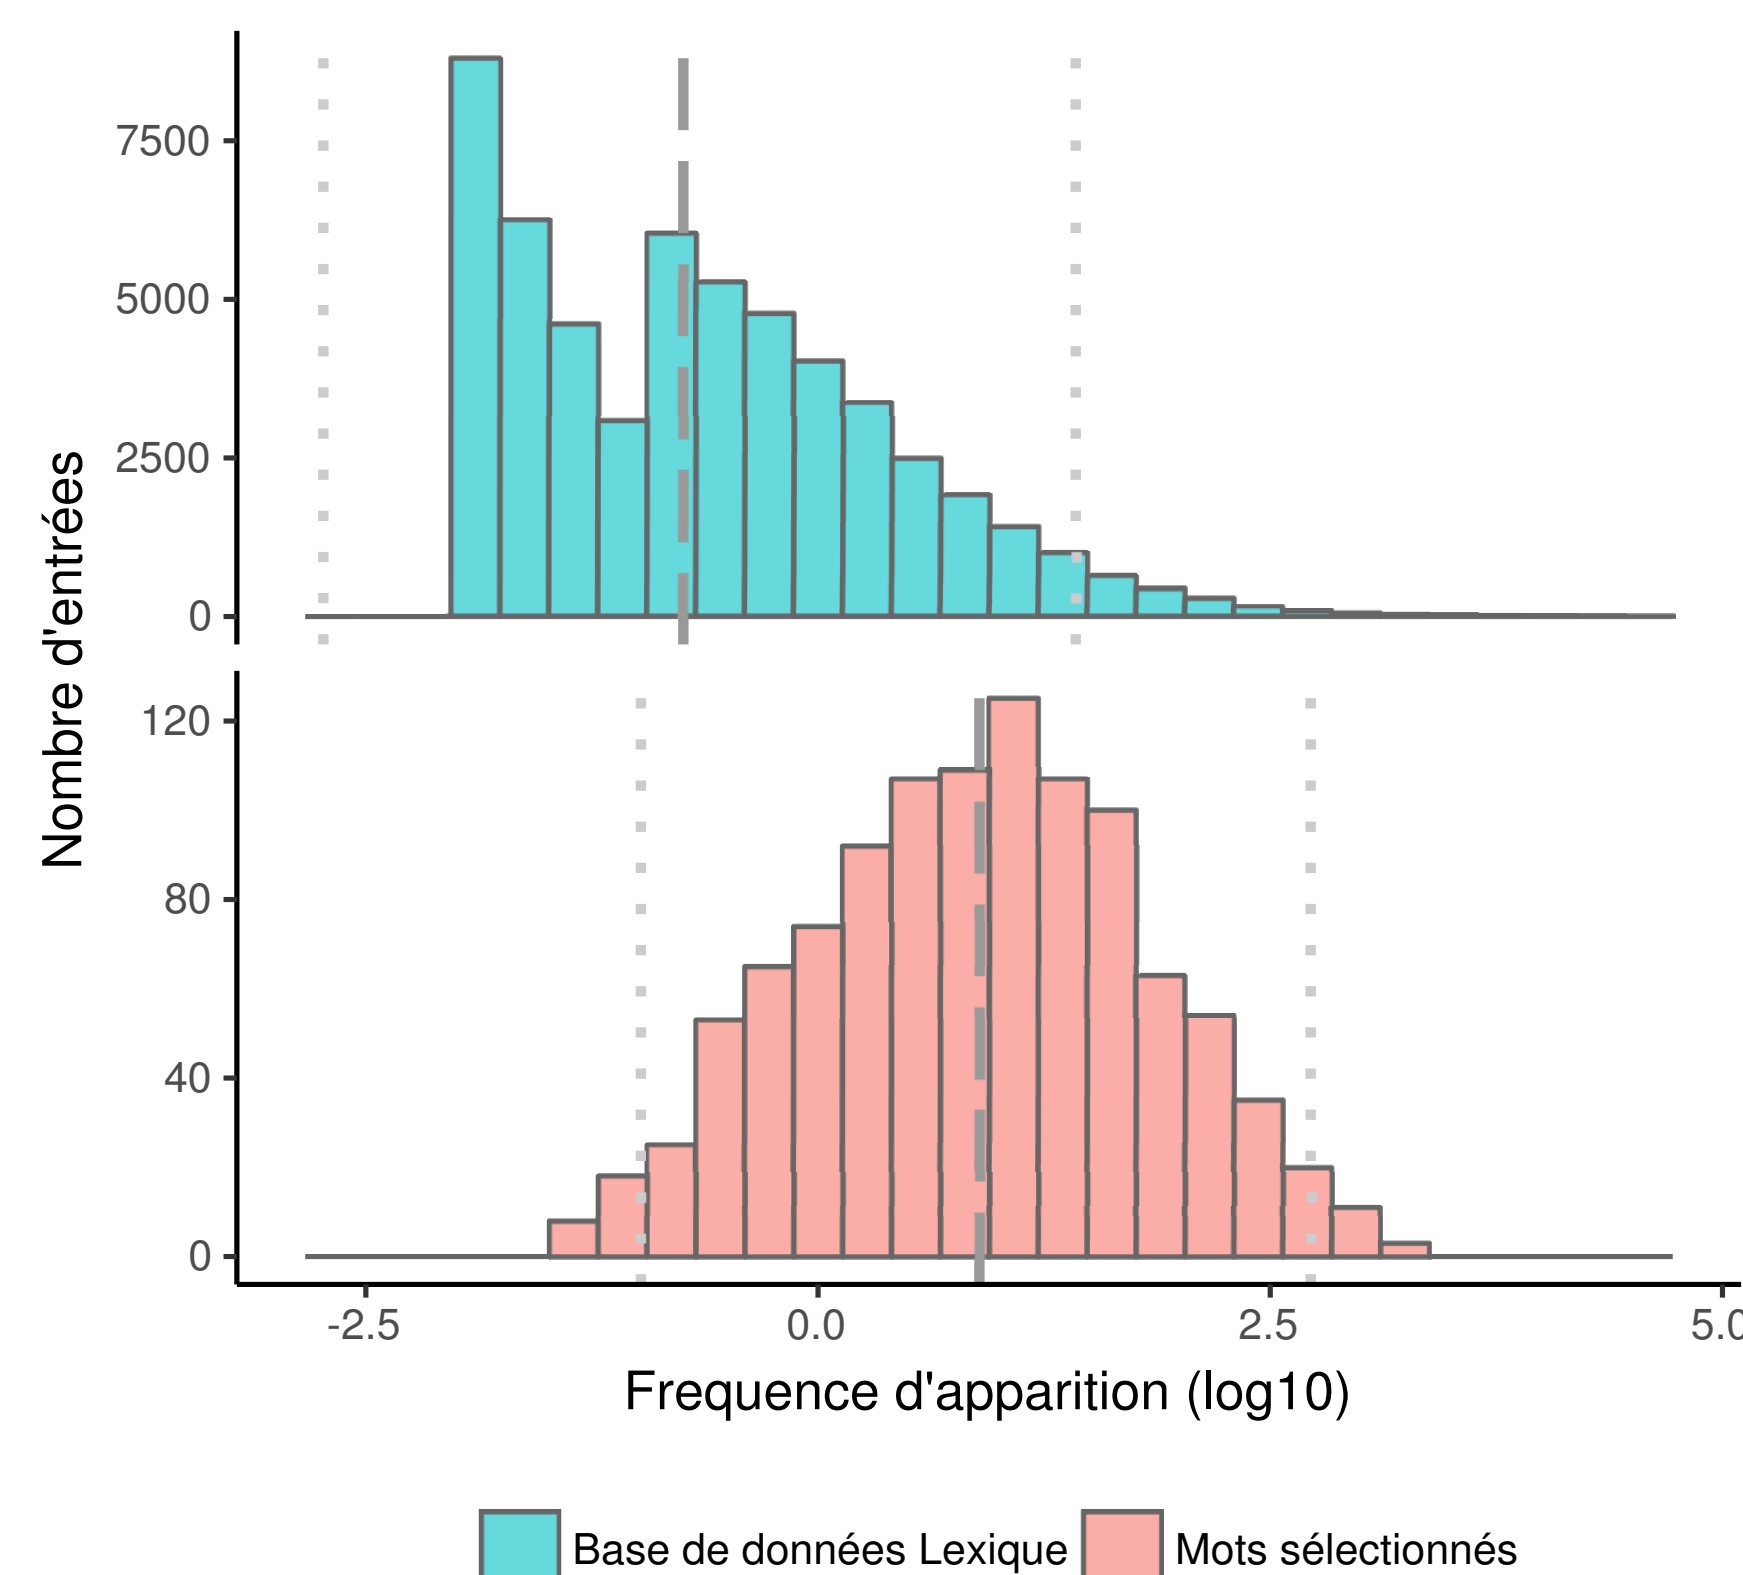 Nombre d'entrées
7500
5000
2500
0
120
80
40
0
-2.5 0.0 2.5 5.0
Frequence d'apparition (log10)
Base de données Lexique Mots sélectionnés